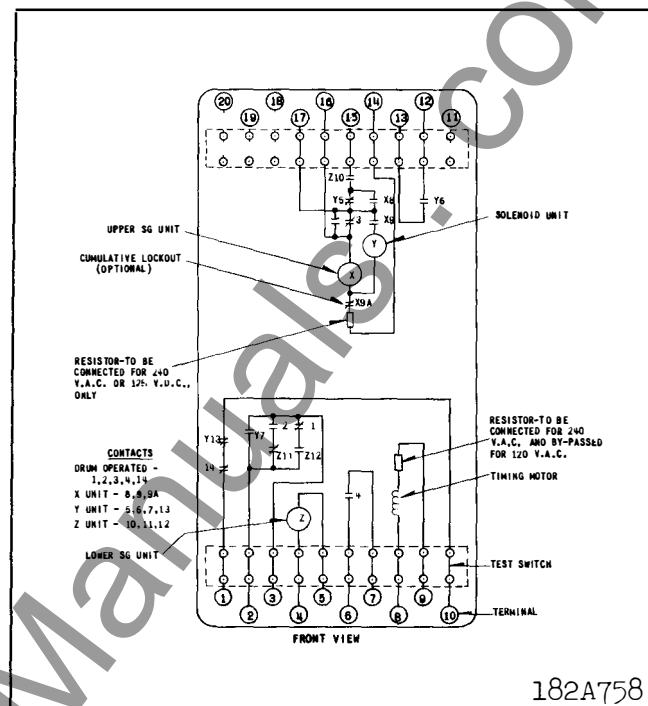 20 18 16 14 12
19 17 15 13 11
Z10
Y5 X8
3 X9 Y6
Y
SOLENOID UNIT
UPPER SG UNIT
X
CUMULATIVE LOCKOUT
(OPTIONAL)
X9A
RESISTOR-TO BE
CONNECTED FOR 240
V.A.C. OR 125 V.D.C.,
ONLY
RESISTOR-TO BE
CONNECTED FOR 240
V.A.C. AND BY-PASSED
FOR 120 V.A.C.
Y13 Y7 2 1
Z11 Z12
14
4
TIMING MOTOR
CONTACTS
DRUM OPERATED -
1,2,3,4,14
X UNIT - 8,9,9A
Y UNIT - 5,6,7,13
Z UNIT - 10,11,12
Z
LOWER SG UNIT
TEST SWITCH
1 3 5 7 9
2 4 6 8 10
TERMINAL
FRONT VIEW
182A758
Manuals.com